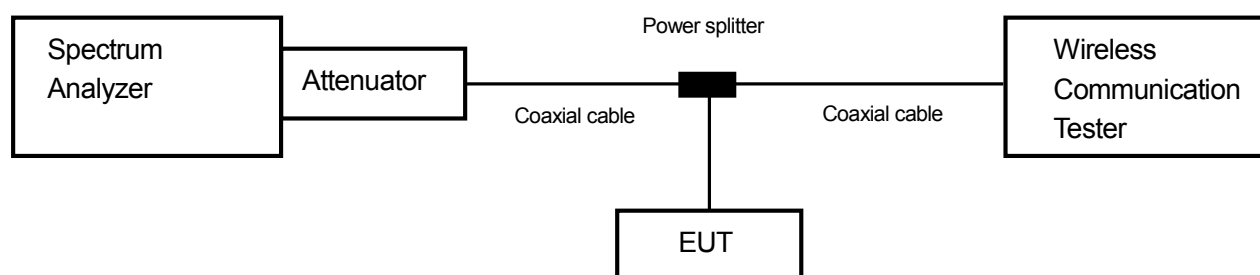 Power splitter
Spectrum
Analyzer
Attenuator
Coaxial cable
Coaxial cable
Wireless
Communication
Tester
EUT